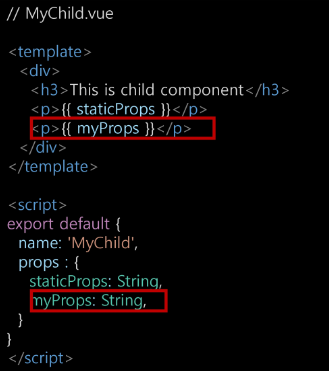 // MyChild.vue
<template>
<div>
<h3>This is child component</h3>
<p>{{ staticProps }}</p>
<p>{{ myProps }}</p>
</div>
</template>
<script>
export default {
name: 'MyChild',
props : {
staticProps: String,
myProps: String,
}
}
</script>